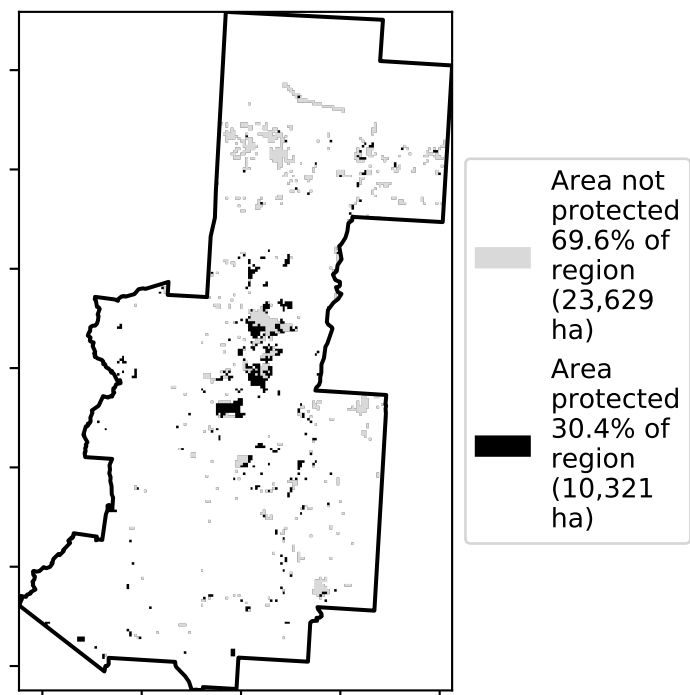 Area not
protected
69.6% of
region
(23,629
ha)
Area
protected
30.4% of
region
(10,321
ha)